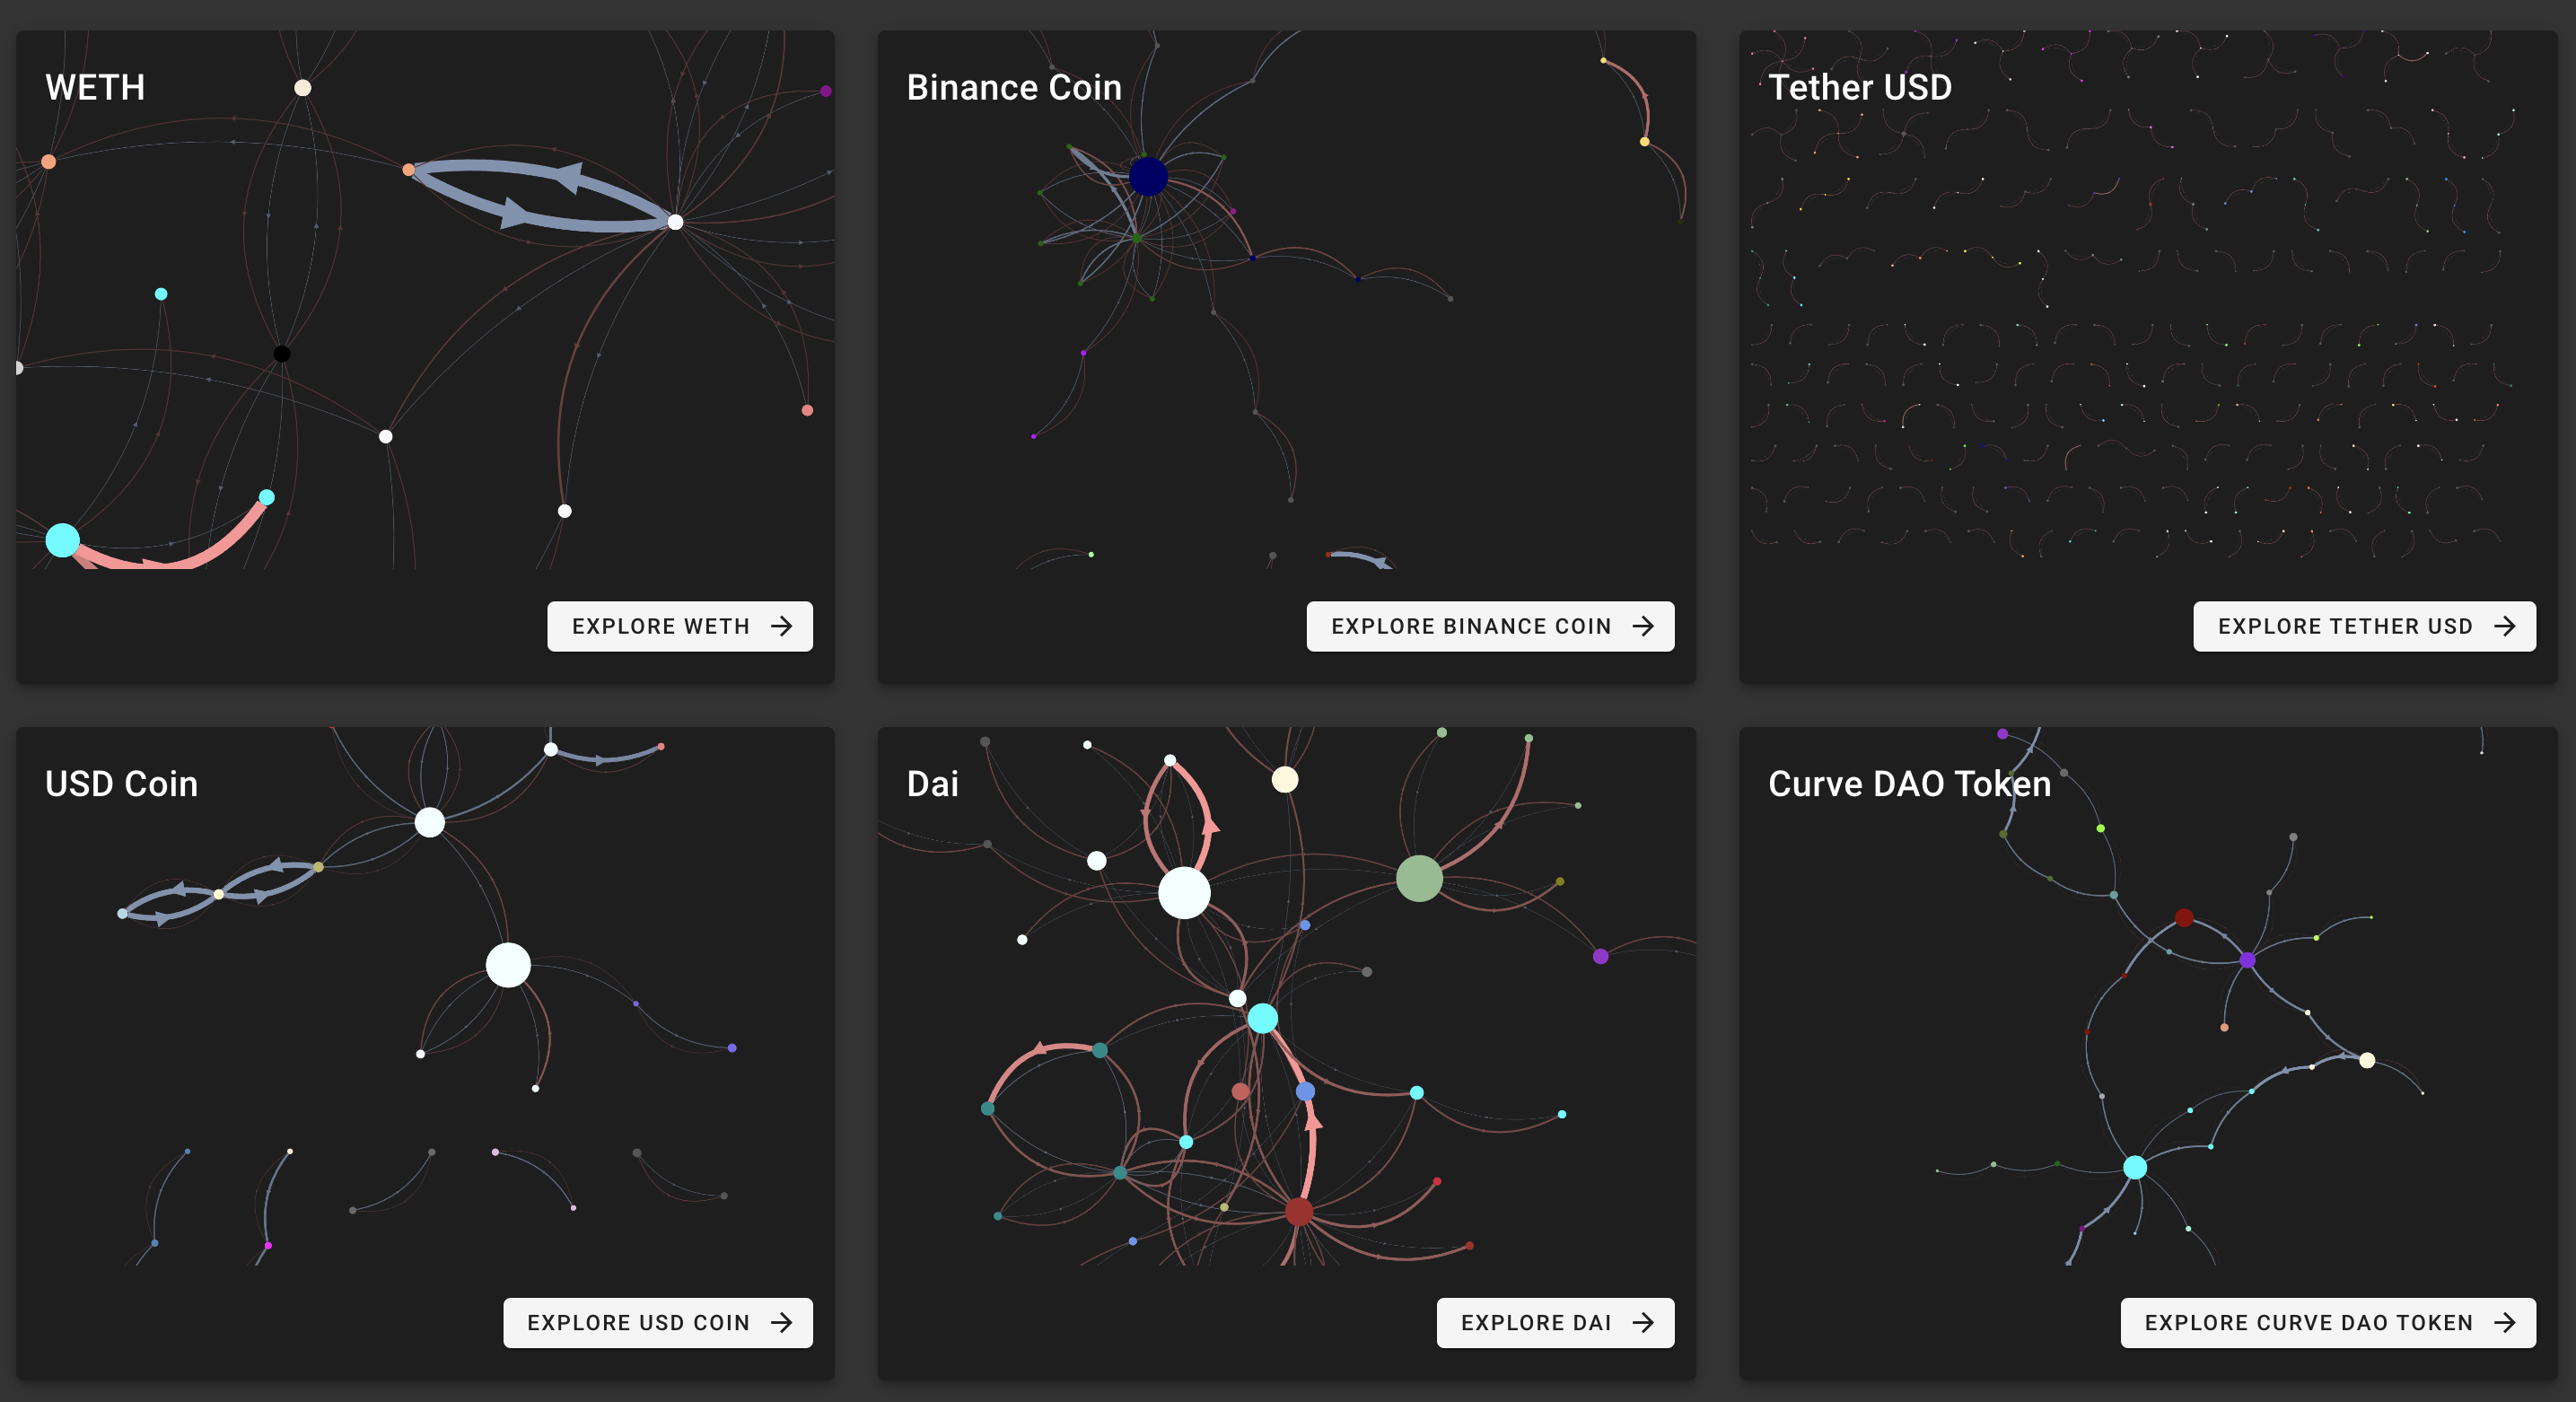 WETH
Binance Coin
Tether USD
EXPLORE WETH
EXPLORE BINANCE COIN
EXPLORE TETHER USD
USD Coin
Dai
Curve DAO Token
EXPLORE USD COIN
EXPLORE DAI
EXPLORE CURVE DAO TOKEN